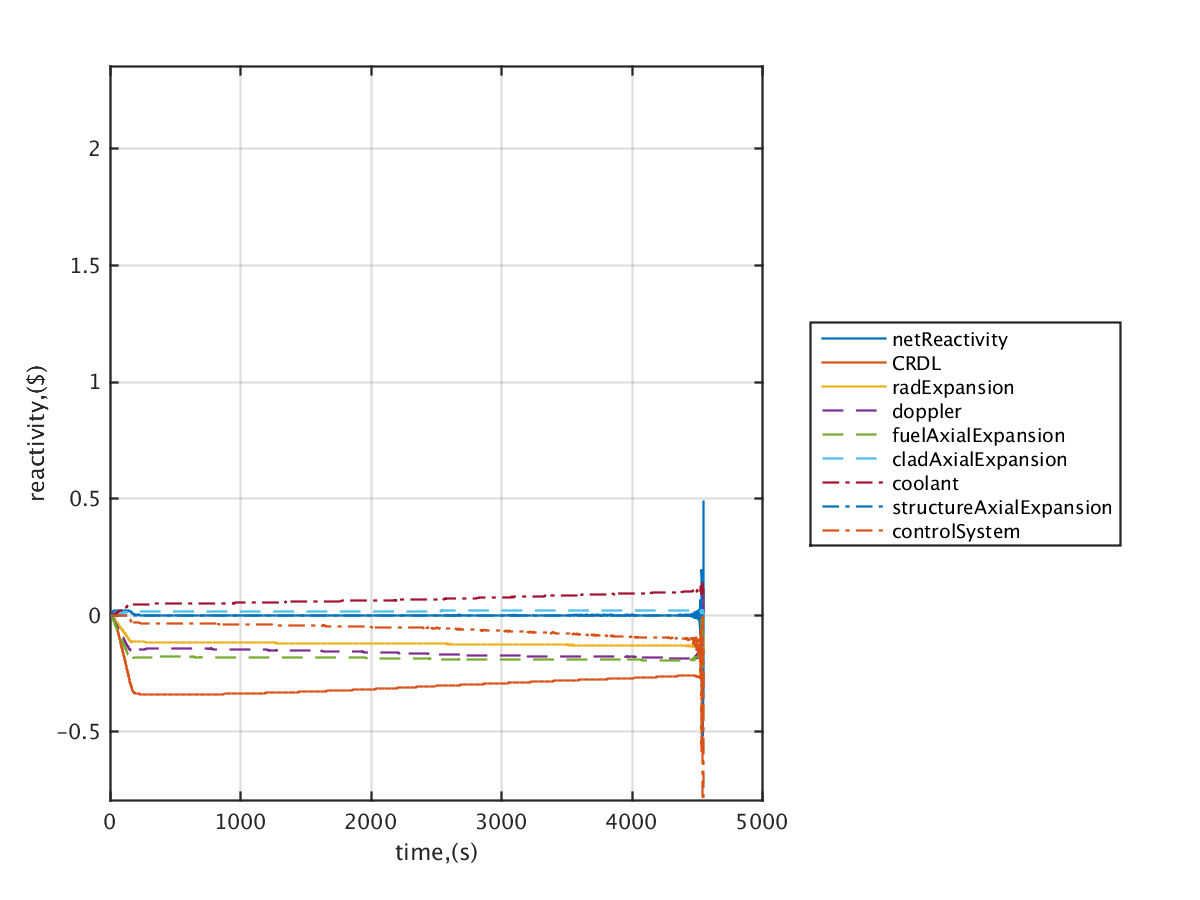 2
1.5
1
0.5
0
−0.5
reactivity,($)
0 1000 2000 3000 4000 5000
time,(s)
netReactivity
CRDL
radExpansion
doppler
fuelAxialExpansion
cladAxialExpansion
coolant
structureAxialExpansion
controlSystem